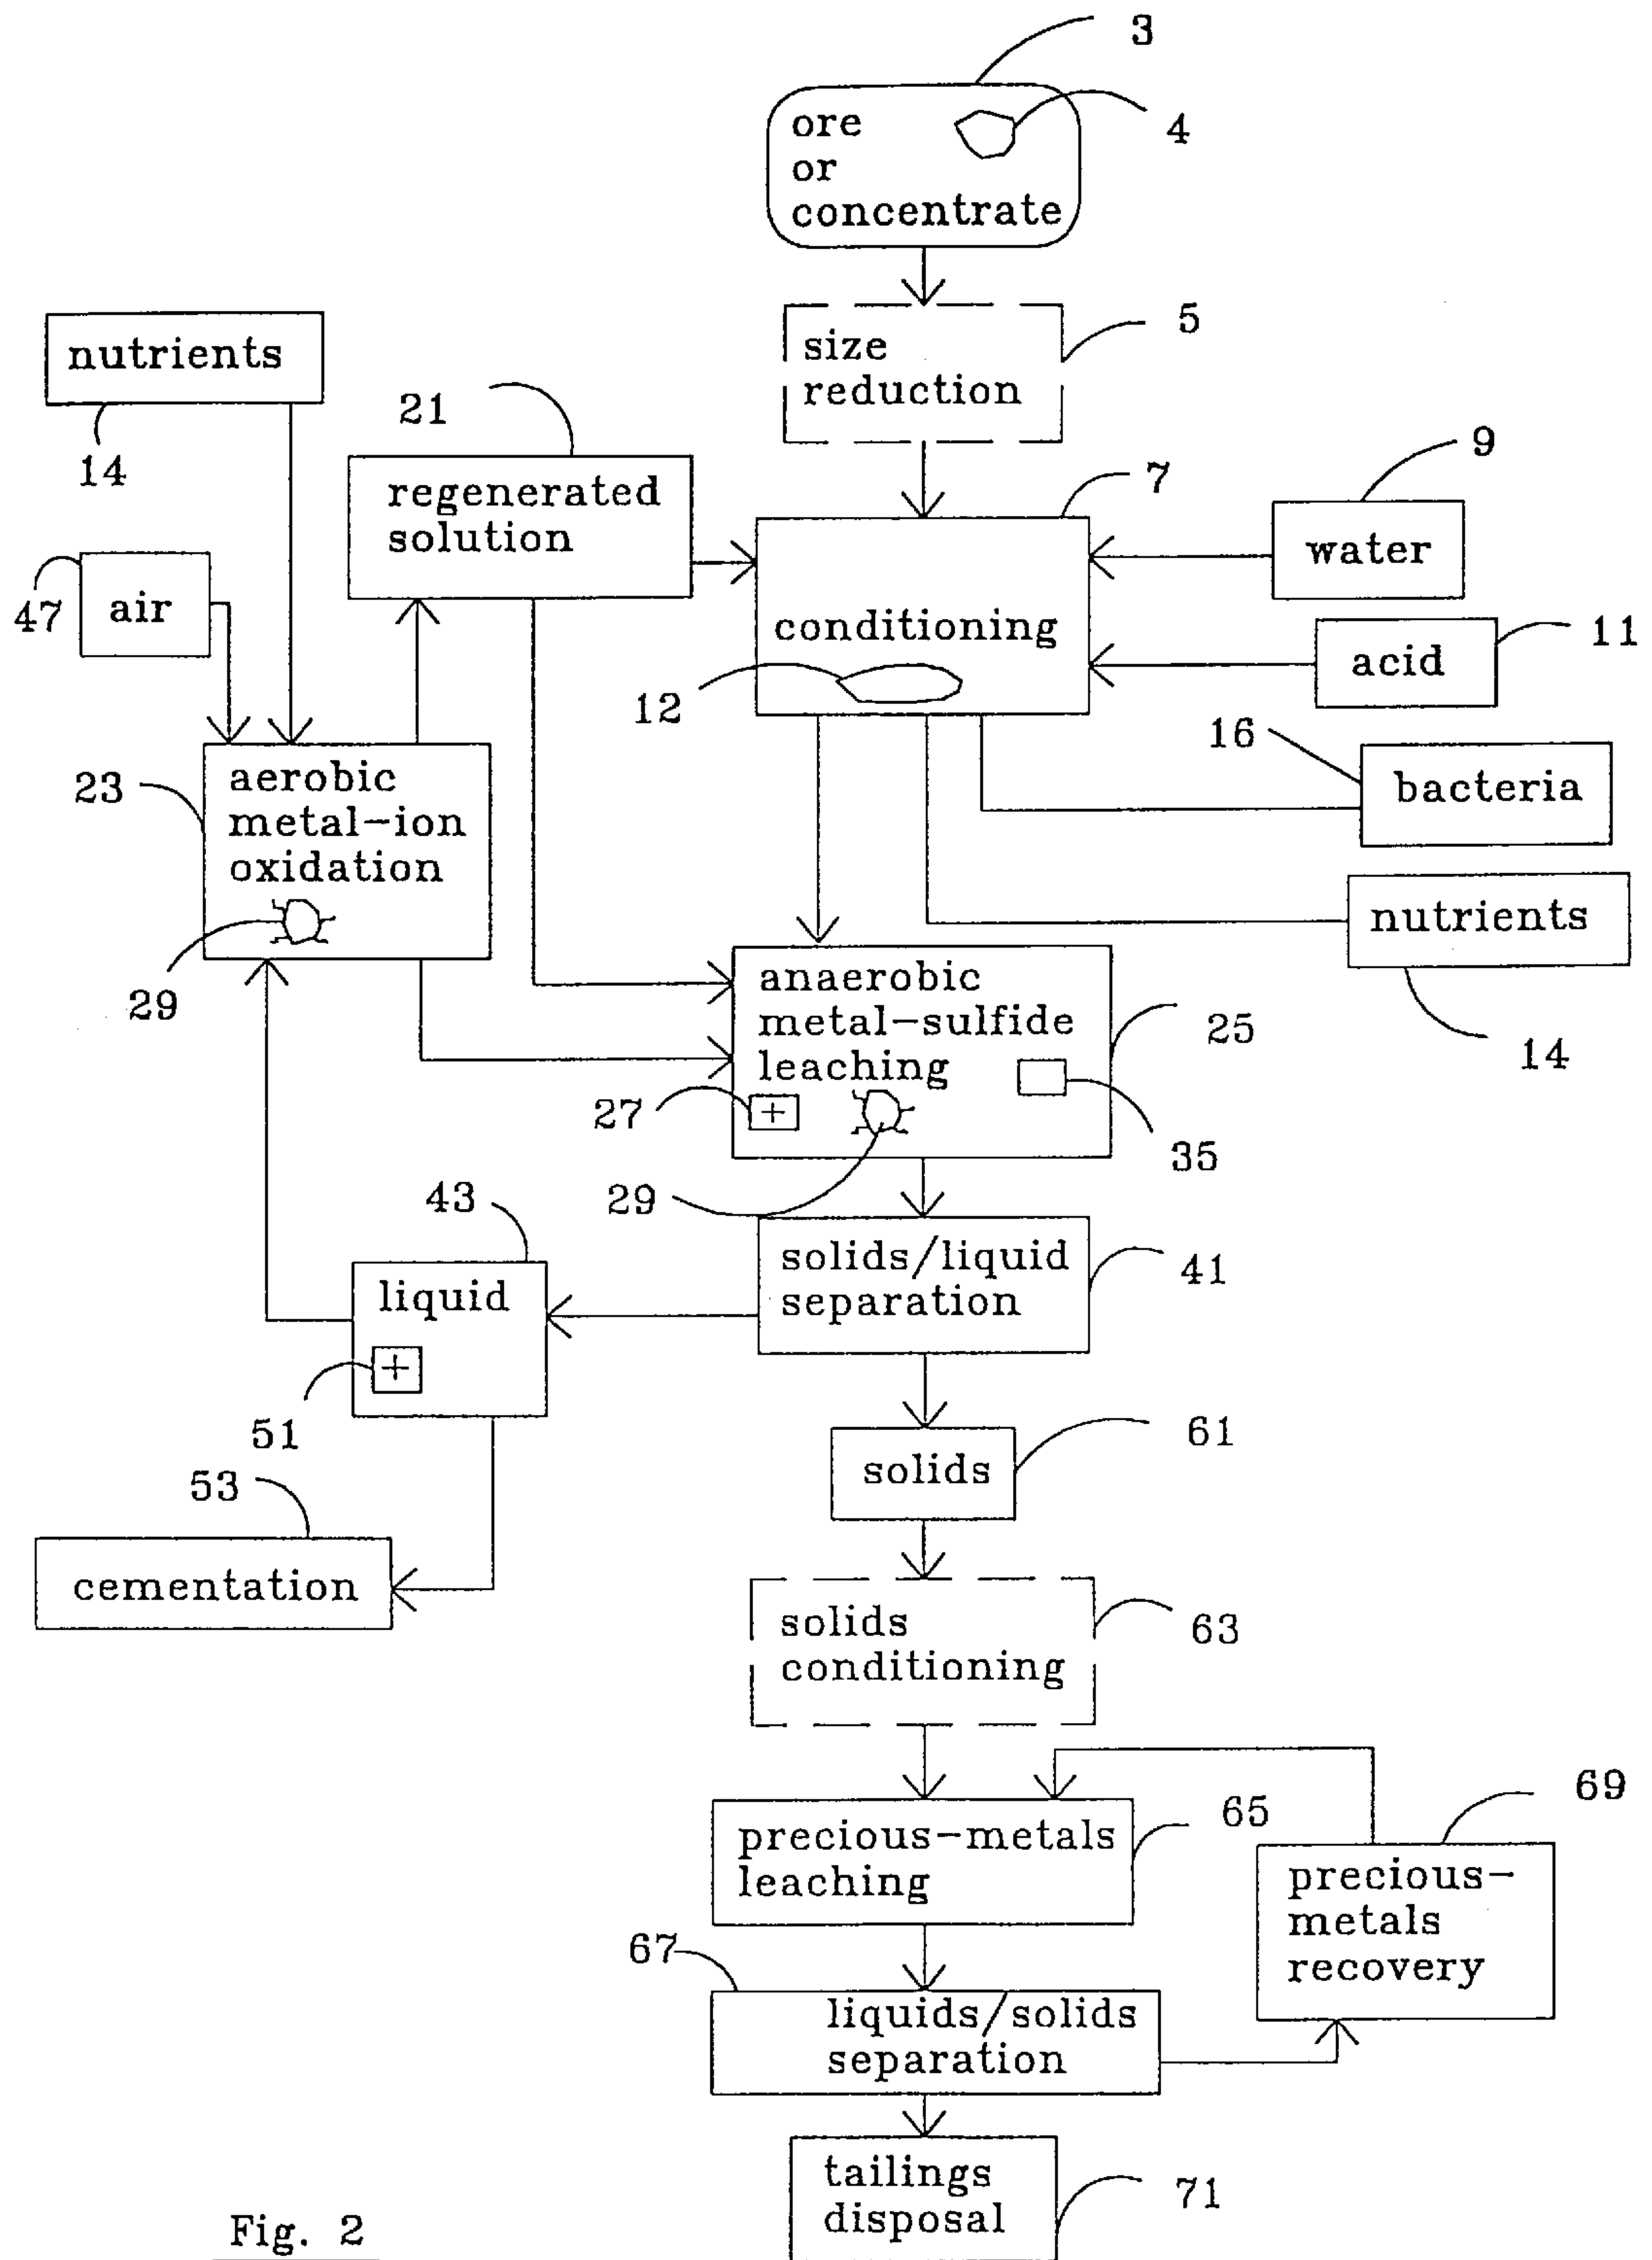 3
4
ore
or
concentrate
5
size
reduction
nutrients
14
21
regenerated
solution
7
9
water
47
air
conditioning
12
11
acid
16
bacteria
23
aerobic
metal-ion
oxidation
29
nutrients
14
anaerobic
metal-sulfide
leaching
25
27
+
35
29
43
liquid
+
51
solids/liquid
separation
41
61
solids
53
cementation
solids
conditioning
63
precious-metals
leaching
65
69
precious-
metals
recovery
67
liquids/solids
separation
tailings
disposal
71
Fig. 2